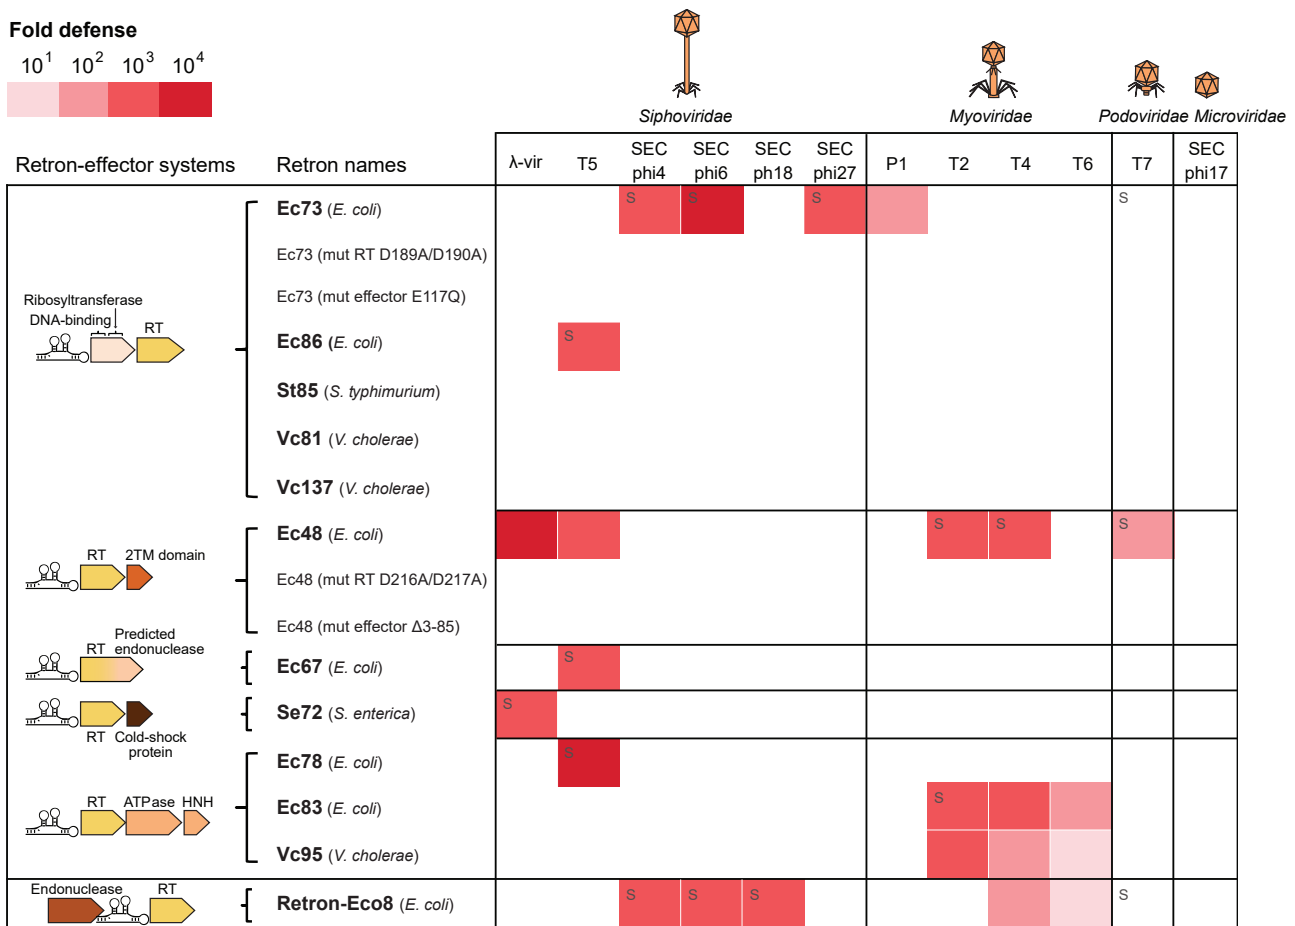 Fold defense
10¹ 10² 10³ 10⁴
Siphoviridae Myoviridae Podoviridae Microviridae
Retron-effector systems Retron names λ-vir T5 SEC phi4 SEC phi6 SEC ph18 SEC phi27 P1 T2 T4 T6 T7 SEC phi17
Ec73 (E. coli) S S S S
Ec73 (mut RT D189A/D190A)
Ec73 (mut effector E117Q)
Ribosyltransferase
DNA-binding RT
Ec86 (E. coli) S
St85 (S. typhimurium)
Vc81 (V. cholerae)
Vc137 (V. cholerae)
Ec48 (E. coli) S S S
RT 2TM domain
Ec48 (mut RT D216A/D217A)
Ec48 (mut effector Δ3-85)
Predicted
RT endonuclease
Ec67 (E. coli) S
Se72 (S. enterica) S
RT Cold-shock
protein
Ec78 (E. coli) S
RT ATPase HNH
Ec83 (E. coli) S
Vc95 (V. cholerae)
Endonuclease RT
Retron-Eco8 (E. coli) S S S S